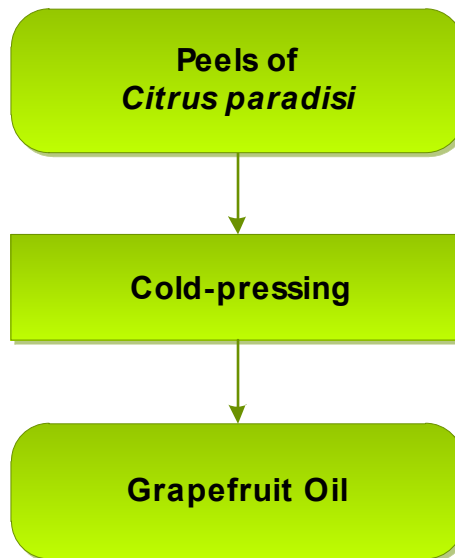 Peels of
Citrus paradisi
Cold-pressing
Grapefruit Oil